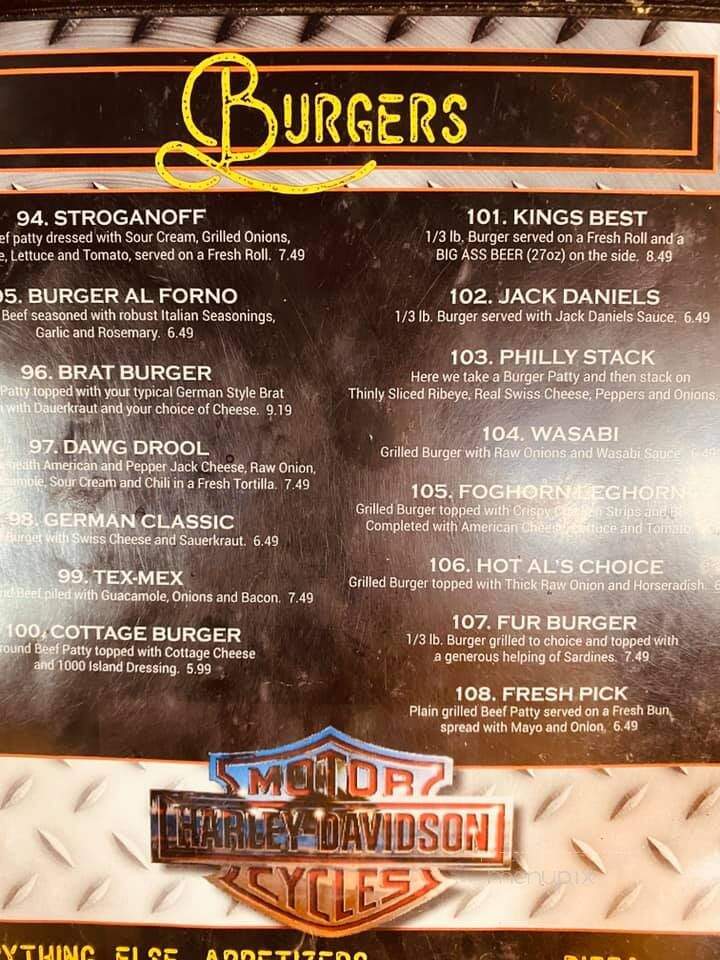 BURGERS
94. STROGANOFF
ef patty dressed with Sour Cream, Grilled Onions,
e, Lettuce and Tomato, served on a Fresh Roll. 7.49
95. BURGER AL FORNO
Beef seasoned with robust Italian Seasonings,
Garlic and Rosemary. 6.49
96. BRAT BURGER
Patty topped with your typical German Style Brat
with Dauerkraut and your choice of Cheese. 9.19
97. DAWG DROOL
neath American and Pepper Jack Cheese, Raw Onion,
Sour Cream and Chili in a Fresh Tortilla. 7.49
98. GERMAN CLASSIC
Burger with Swiss Cheese and Sauerkraut. 6.49
99. TEX-MEX
Beef piled with Guacamole, Onions and Bacon. 7.49
100. COTTAGE BURGER
round Beef Patty topped with Cottage Cheese
and 1000 Island Dressing. 5.99
101. KINGS BEST
1/3 lb. Burger served on a Fresh Roll and a
BIG ASS BEER (27oz) on the side. 8.49
102. JACK DANIELS
1/3 lb. Burger served with Jack Daniels Sauce. 6.49
103. PHILLY STACK
Here we take a Burger Patty and then stack on
Thinly Sliced Ribeye, Real Swiss Cheese, Peppers and Onions.
104. WASABI
Grilled Burger with Raw Onions and Wasabi Sauce. 6.49
105. FOGHORN LEGHORN
Grilled Burger topped with Crispy Chicken Strips and
Completed with American Cheese, Lettuce and Tomato
106. HOT AL'S CHOICE
Grilled Burger topped with Thick Raw Onion and Horseradish.
107. FUR BURGER
1/3 lb. Burger grilled to choice and topped with
a generous helping of Sardines. 7.49
108. FRESH PICK
Plain grilled Beef Patty served on a Fresh Bun,
spread with Mayo and Onion. 6.49
MOTOR
HARLEY-DAVIDSON
CYCLES
menupix
YTHING ELSE APPETIZERS